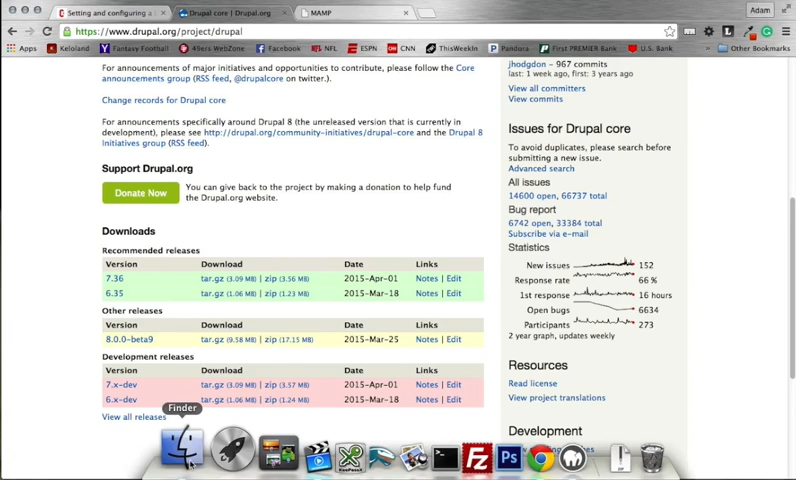 Setting and configuring a
Drupal core | Drupal.org
MAMP
Adam
https://www.drupal.org/project/drupal
Apps
Keloland
Fantasy Football
49ers WebZone
Facebook
NFL
ESPN
CNN
ThisWeekIn
Pandora
First PREMIER Bank
U.S. Bank
Other Bookmarks
For announcements of major initiatives and opportunities to contribute, please follow the Core
announcements group (RSS feed, @drupalcore on twitter.).
Change records for Drupal core
For announcements specifically around Drupal 8 (the unreleased version that is currently in
development), please see http://drupal.org/community-initiatives/drupal-core and the Drupal 8
Initiatives group (RSS feed).
Support Drupal.org
Donate Now
You can give back to the project by making a donation to help fund
the Drupal.org website.
Downloads
Recommended releases
Version Download Date Links
7.36 tar.gz (3.09 MB) | zip (3.56 MB) 2015-Apr-01 Notes | Edit
6.35 tar.gz (1.06 MB) | zip (1.23 MB) 2015-Mar-18 Notes | Edit
Other releases
Version Download Date Links
8.0.0-beta9 tar.gz (9.58 MB) | zip (17.15 MB) 2015-Mar-25 Notes | Edit
Development releases
Version Download Date Links
7.x-dev tar.gz (3.09 MB) | zip (3.57 MB) 2015-Apr-01 Notes | Edit
6.x-dev tar.gz (1.06 MB) | zip (1.24 MB) 2015-Mar-18 Notes | Edit
View all releases
Finder
jhodgdon - 967 commits
last: 1 week ago, first: 3 years ago
View all committers
View commits
Issues for Drupal core
To avoid duplicates, please search before
submitting a new issue.
Advanced search
All issues
14600 open, 66737 total
Bug report
6742 open, 33384 total
Subscribe via e-mail
Statistics
New issues 152
Response rate 66 %
1st response 16 hours
Open bugs 6634
Participants 273
2 year graph, updates weekly
Resources
Read license
View project translations
Development
Fz
Ps